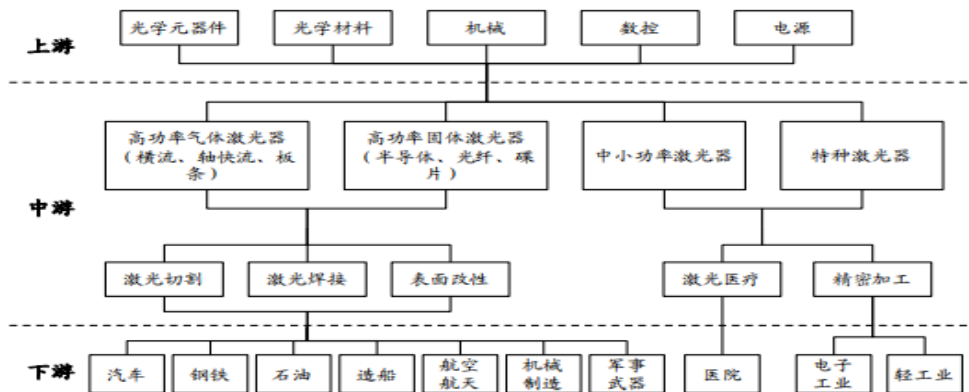 上游
光学元器件
光学材料
机械
数控
电源
中游
高功率气体激光器
(横流、轴快流、板
条)
高功率固体激光器
(半导体、光纤、碟
片)
中小功率激光器
特种激光器
激光切割
激光焊接
表面改性
激光医疗
精密加工
下游
汽车
钢铁
石油
造船
航空
航天
机械
制造
军事
武器
医院
电子
工业
轻工业